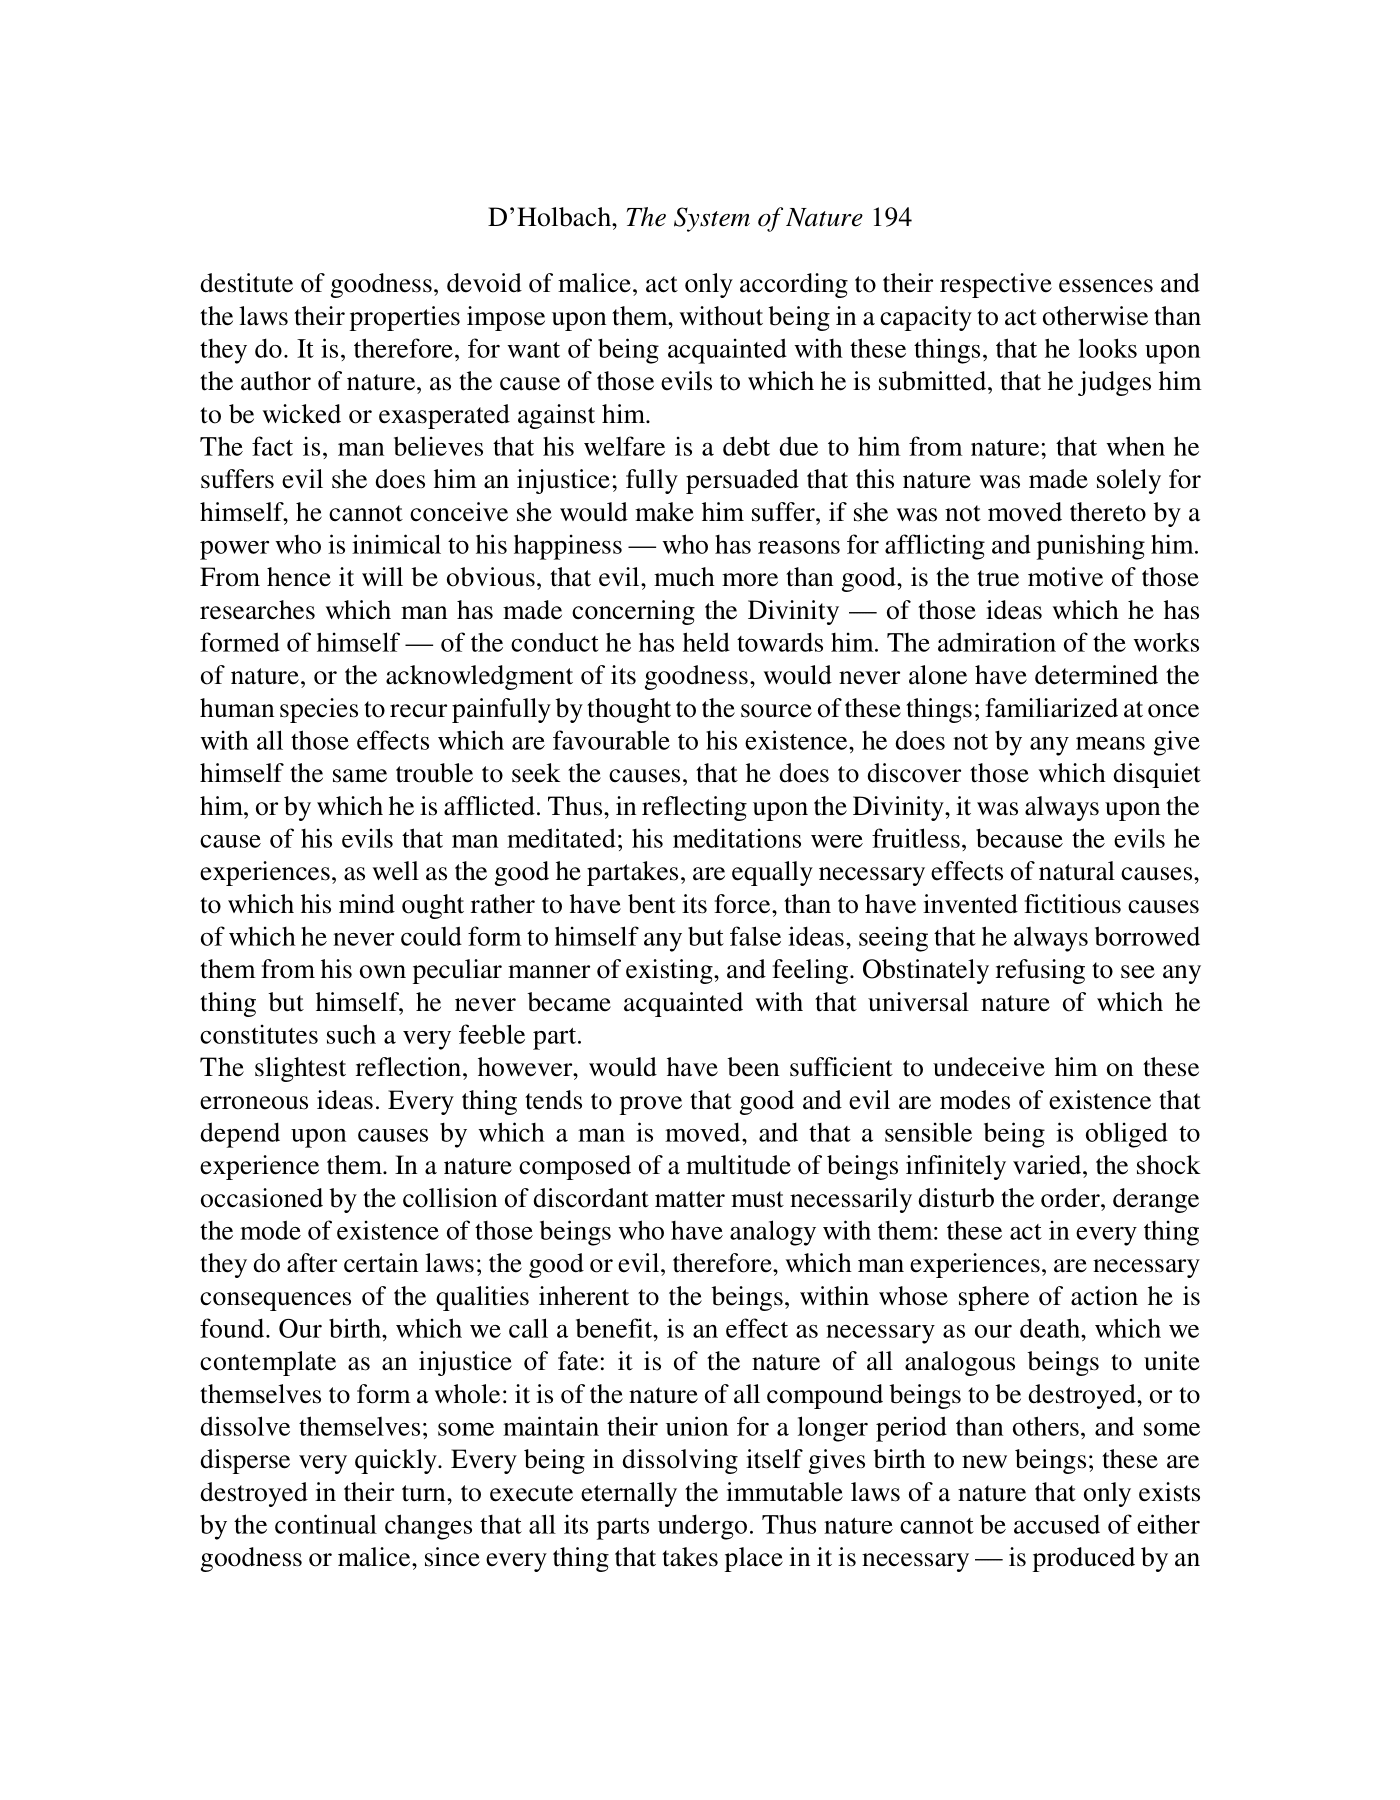 D’Holbach, The System of Nature 194
destitute of goodness, devoid of malice, act only according to their respective essences and
the laws their properties impose upon them, without being in a capacity to act otherwise than
they do. It is, therefore, for want of being acquainted with these things, that he looks upon
the author of nature, as the cause of those evils to which he is submitted, that he judges him
to be wicked or exasperated against him.
The fact is, man believes that his welfare is a debt due to him from nature; that when he
suffers evil she does him an injustice; fully persuaded that this nature was made solely for
himself, he cannot conceive she would make him suffer, if she was not moved thereto by a
power who is inimical to his happiness — who has reasons for afflicting and punishing him.
From hence it will be obvious, that evil, much more than good, is the true motive of those
researches which man has made concerning the Divinity — of those ideas which he has
formed of himself — of the conduct he has held towards him. The admiration of the works
of nature, or the acknowledgment of its goodness, would never alone have determined the
human species to recur painfully by thought to the source of these things; familiarized at once
with all those effects which are favourable to his existence, he does not by any means give
himself the same trouble to seek the causes, that he does to discover those which disquiet
him, or by which he is afflicted. Thus, in reflecting upon the Divinity, it was always upon the
cause of his evils that man meditated; his meditations were fruitless, because the evils he
experiences, as well as the good he partakes, are equally necessary effects of natural causes,
to which his mind ought rather to have bent its force, than to have invented fictitious causes
of which he never could form to himself any but false ideas, seeing that he always borrowed
them from his own peculiar manner of existing, and feeling. Obstinately refusing to see any
thing but himself, he never became acquainted with that universal nature of which he
constitutes such a very feeble part.
The slightest reflection, however, would have been sufficient to undeceive him on these
erroneous ideas. Every thing tends to prove that good and evil are modes of existence that
depend upon causes by which a man is moved, and that a sensible being is obliged to
experience them. In a nature composed of a multitude of beings infinitely varied, the shock
occasioned by the collision of discordant matter must necessarily disturb the order, derange
the mode of existence of those beings who have analogy with them: these act in every thing
they do after certain laws; the good or evil, therefore, which man experiences, are necessary
consequences of the qualities inherent to the beings, within whose sphere of action he is
found. Our birth, which we call a benefit, is an effect as necessary as our death, which we
contemplate as an injustice of fate: it is of the nature of all analogous beings to unite
themselves to form a whole: it is of the nature of all compound beings to be destroyed, or to
dissolve themselves; some maintain their union for a longer period than others, and some
disperse very quickly. Every being in dissolving itself gives birth to new beings; these are
destroyed in their turn, to execute eternally the immutable laws of a nature that only exists
by the continual changes that all its parts undergo. Thus nature cannot be accused of either
goodness or malice, since every thing that takes place in it is necessary — is produced by an